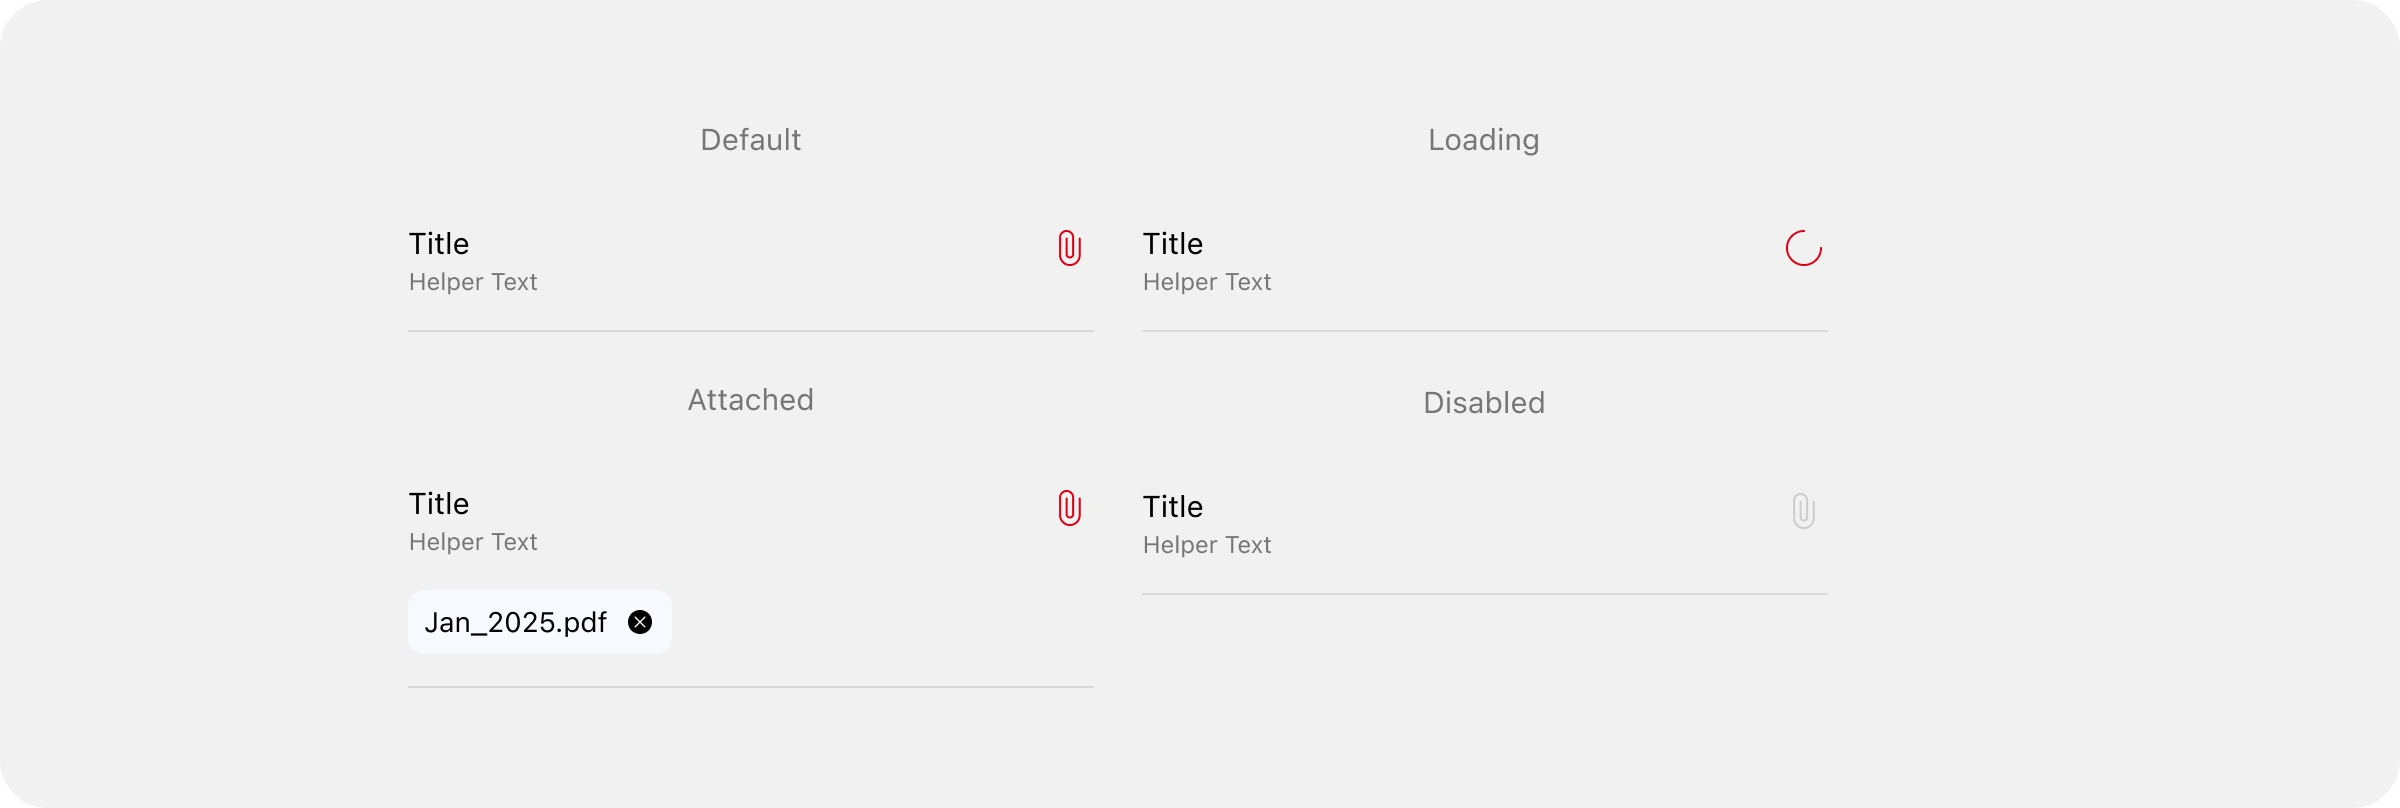 Default
Title
Helper Text
Loading
Title
Helper Text
Attached
Title
Helper Text
Jan_2025.pdf
Disabled
Title
Helper Text